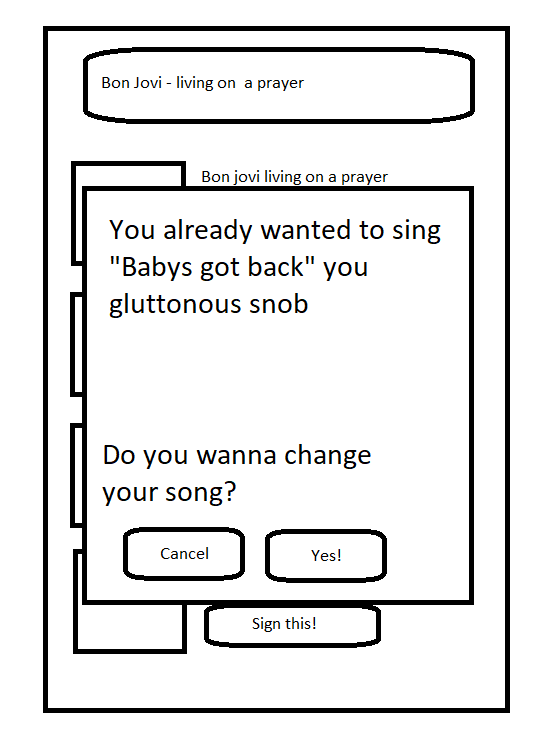 Bon Jovi - living on  a prayer
Bon jovi living on a prayer
You already wanted to sing
"Babys got back" you
gluttonous snob
Do you wanna change
your song?
Cancel
Yes!
Sign this!